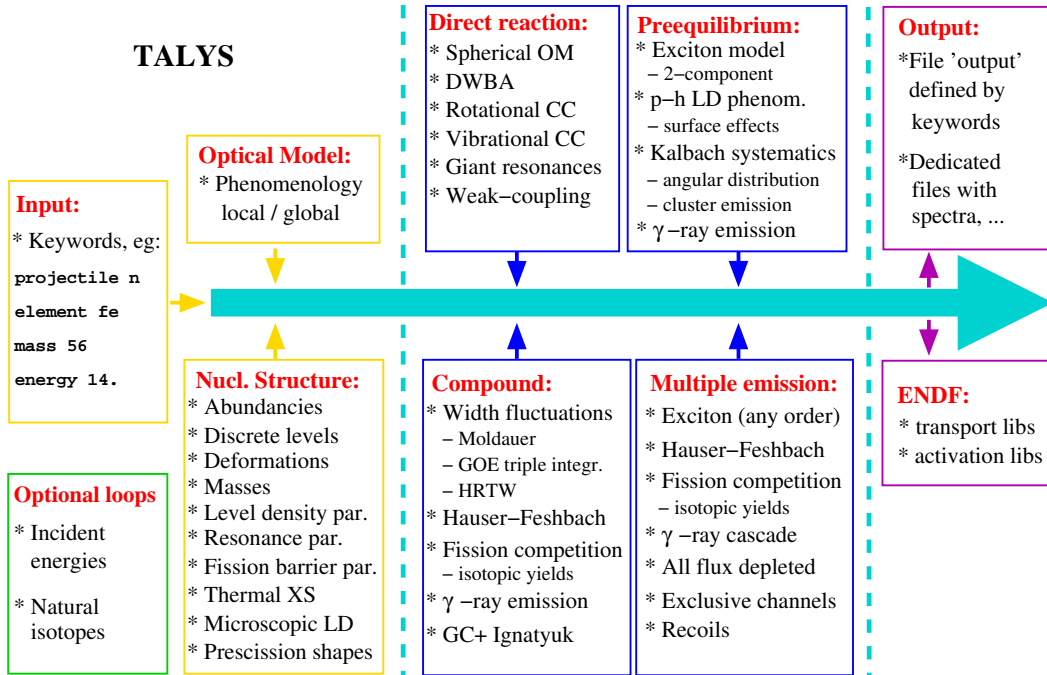 TALYS
Input:
* Keywords, eg:
projectile n
element fe
mass 56
energy 14.
Optional loops
* Incident
energies
* Natural
isotopes
Optical Model:
* Phenomenology
local / global
Nucl. Structure:
* Abundancies
* Discrete levels
* Deformations
* Masses
* Level density par.
* Resonance par.
* Fission barrier par.
* Thermal XS
* Microscopic LD
* Prescission shapes
Direct reaction:
* Spherical OM
* DWBA
* Rotational CC
* Vibrational CC
* Giant resonances
* Weak−coupling
Compound:
* Width fluctuations
− Moldauer
− GOE triple integr.
− HRTW
* Hauser−Feshbach
* Fission competition
− isotopic yields
* γ −ray emission
* GC+ Ignatyuk
Preequilibrium:
* Exciton model
− 2−component
* p−h LD phenom.
− surface effects
* Kalbach systematics
− angular distribution
− cluster emission
* γ−ray emission
Multiple emission:
* Exciton (any order)
* Hauser−Feshbach
* Fission competition
− isotopic yields
* γ −ray cascade
* All flux depleted
* Exclusive channels
* Recoils
Output:
*File ’output’
defined by
keywords
*Dedicated
files with
spectra, ...
ENDF:
* transport libs
* activation libs